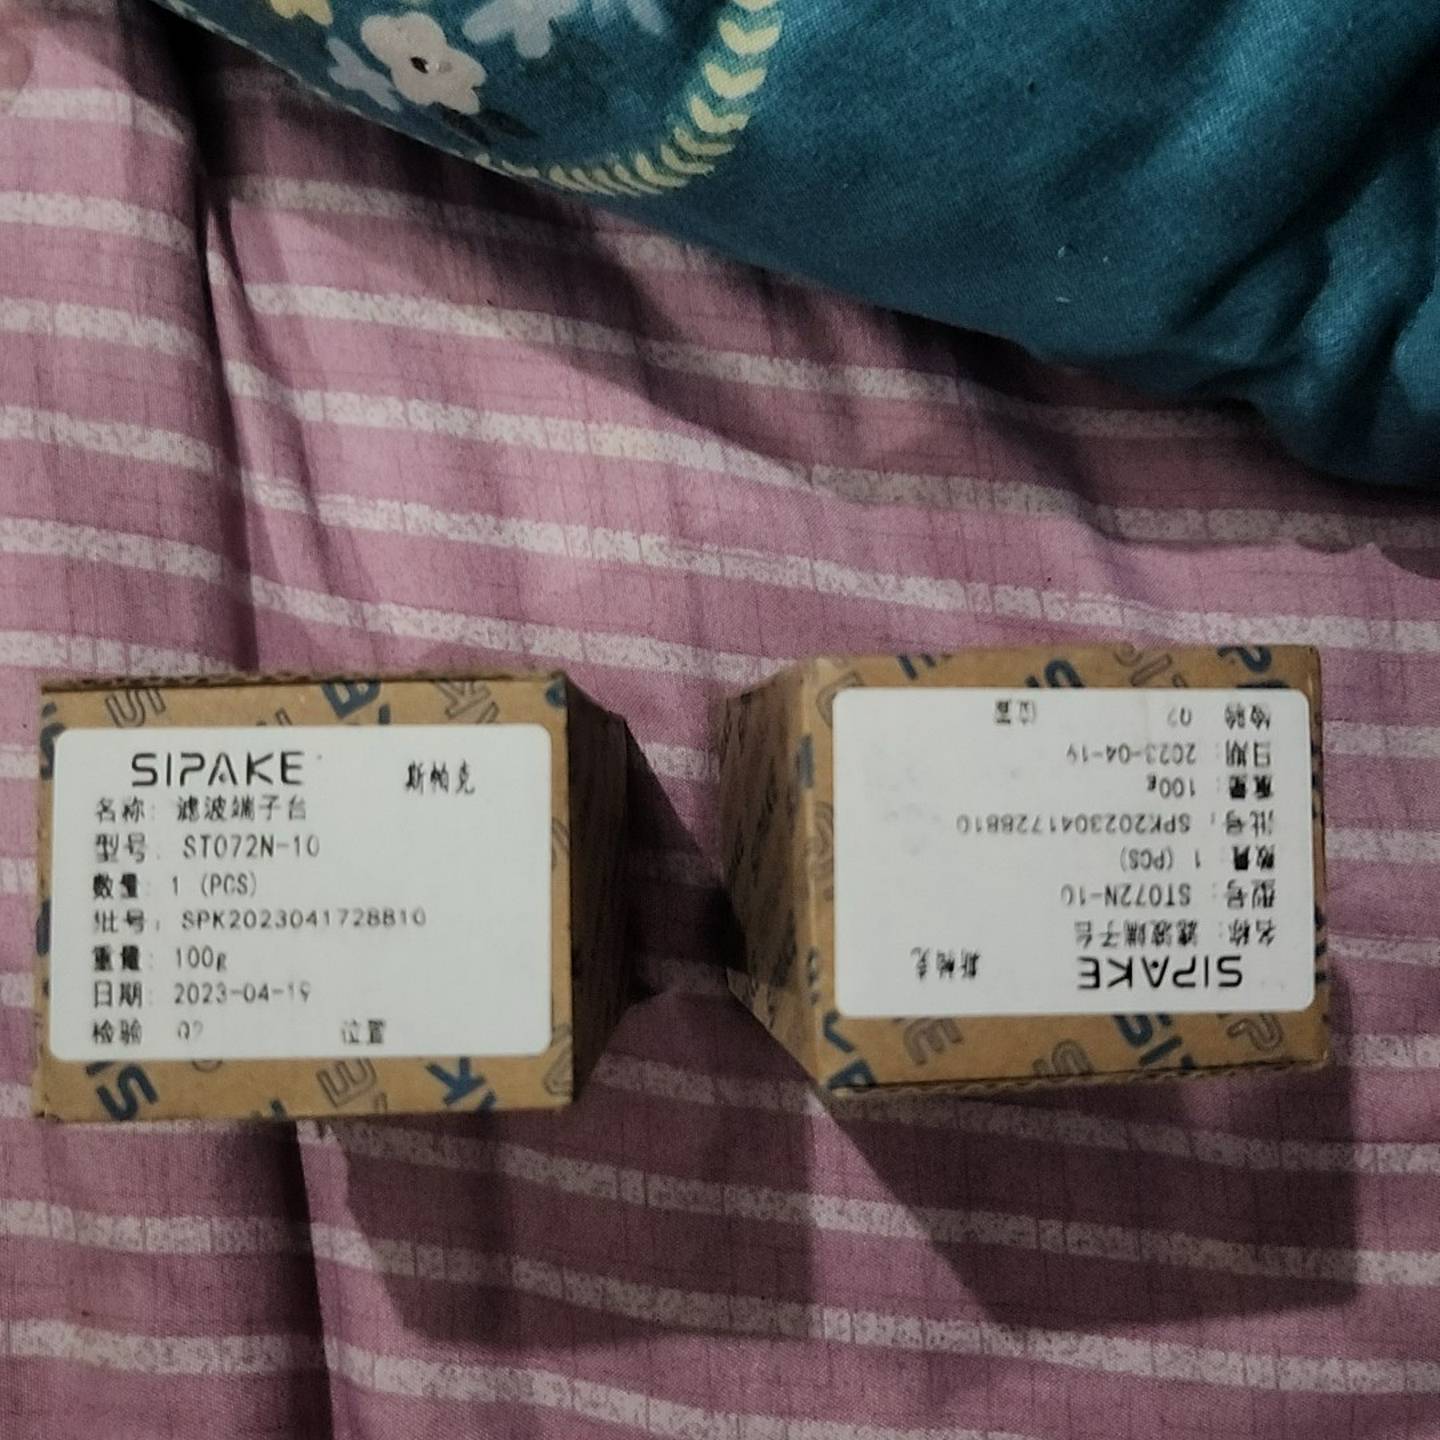 SIPAKE 斯帕克
名称: 滤波端子台
型号: ST072N-10
数量: 1 (PCS)
批号: SPK2023041728810
重量: 100g
日期: 2023-04-19
检验 Q2 位置
SIPAKE 斯帕克
名称: 滤波端子台
型号: ST072N-10
数量: 1 (PCS)
批号: SPK2023041728810
重量: 100g
日期: 2023-04-19
检验 Q2 位置